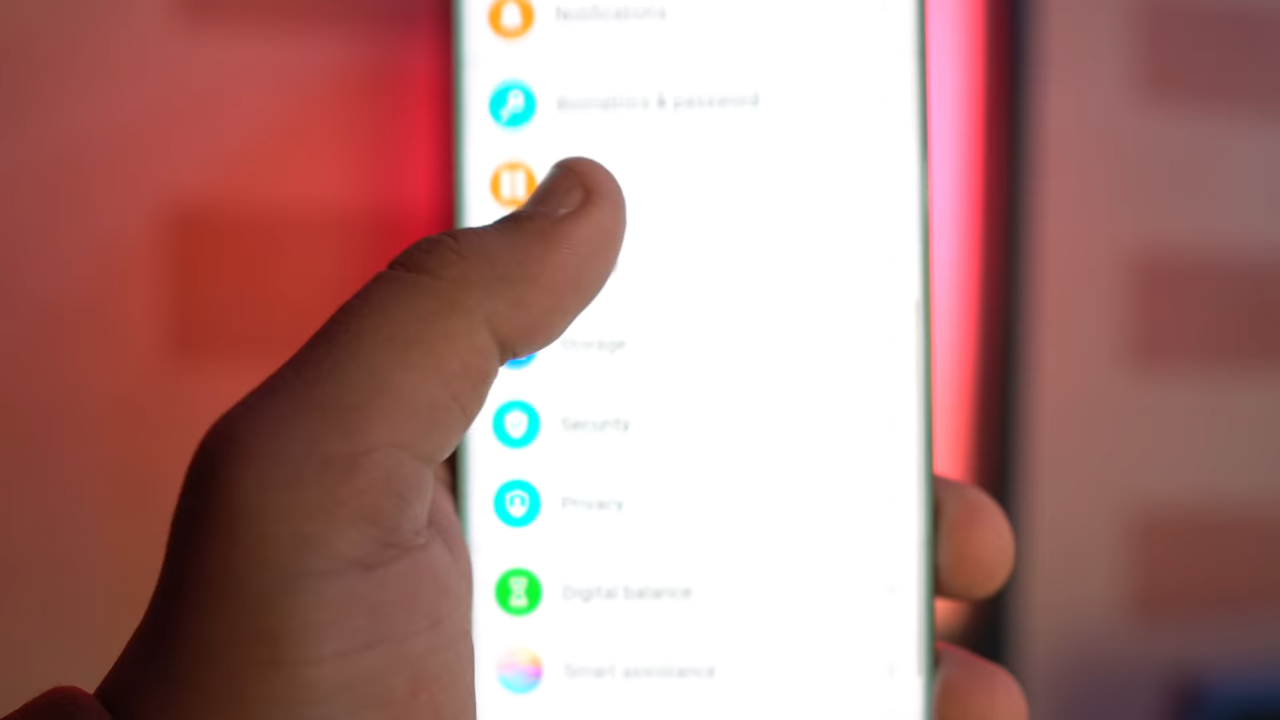 Notifications
Biometrics & password
Storage
Security
Privacy
Digital balance
Smart assistance